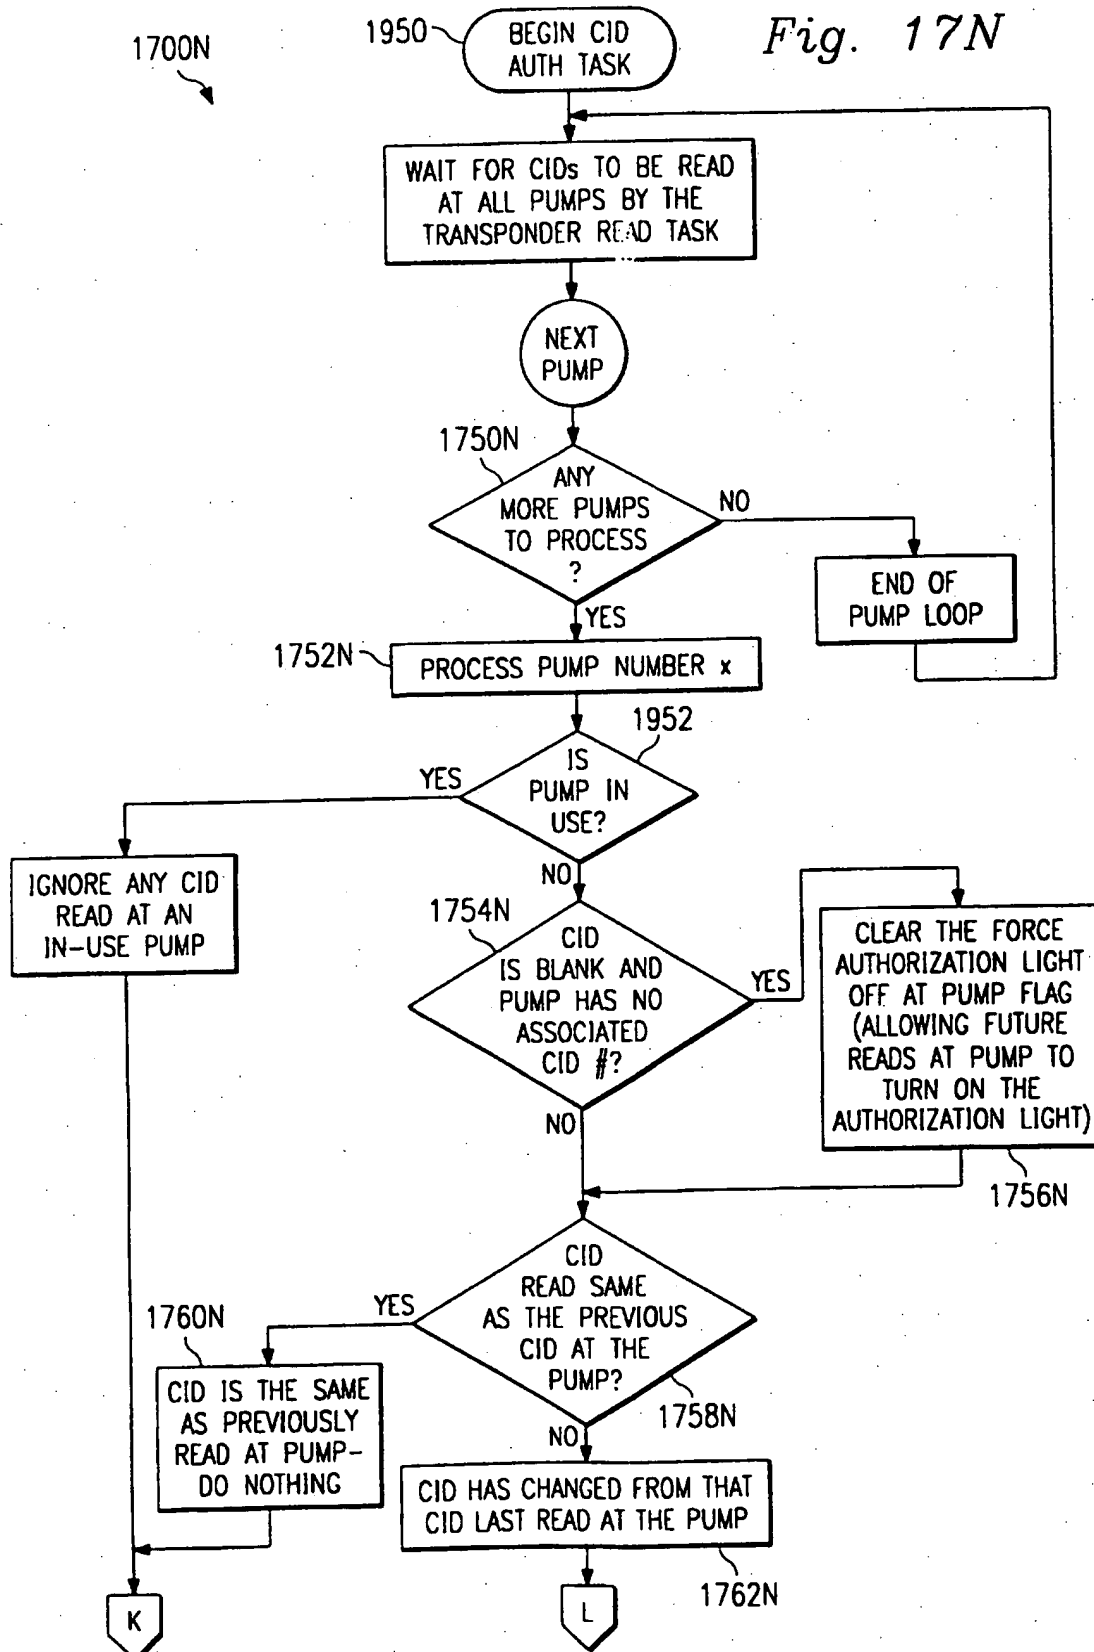 1700N
1950
BEGIN CID
AUTH TASK
Fig. 17N
WAIT FOR CIDs TO BE READ
AT ALL PUMPS BY THE
TRANSPONDER READ TASK
NEXT
PUMP
1750N
ANY
MORE PUMPS
TO PROCESS
?
NO
END OF
PUMP LOOP
YES
1752N
PROCESS PUMP NUMBER x
1952
IS
PUMP IN
USE?
YES
IGNORE ANY CID
READ AT AN
IN-USE PUMP
NO
1754N
CID
IS BLANK AND
PUMP HAS NO
ASSOCIATED
CID #?
YES
CLEAR THE FORCE
AUTHORIZATION LIGHT
OFF AT PUMP FLAG
(ALLOWING FUTURE
READS AT PUMP TO
TURN ON THE
AUTHORIZATION LIGHT)
1756N
NO
CID
READ SAME
AS THE PREVIOUS
CID AT THE
PUMP?
1758N
YES
1760N
CID IS THE SAME
AS PREVIOUSLY
READ AT PUMP-
DO NOTHING
NO
CID HAS CHANGED FROM THAT
CID LAST READ AT THE PUMP
1762N
K
L